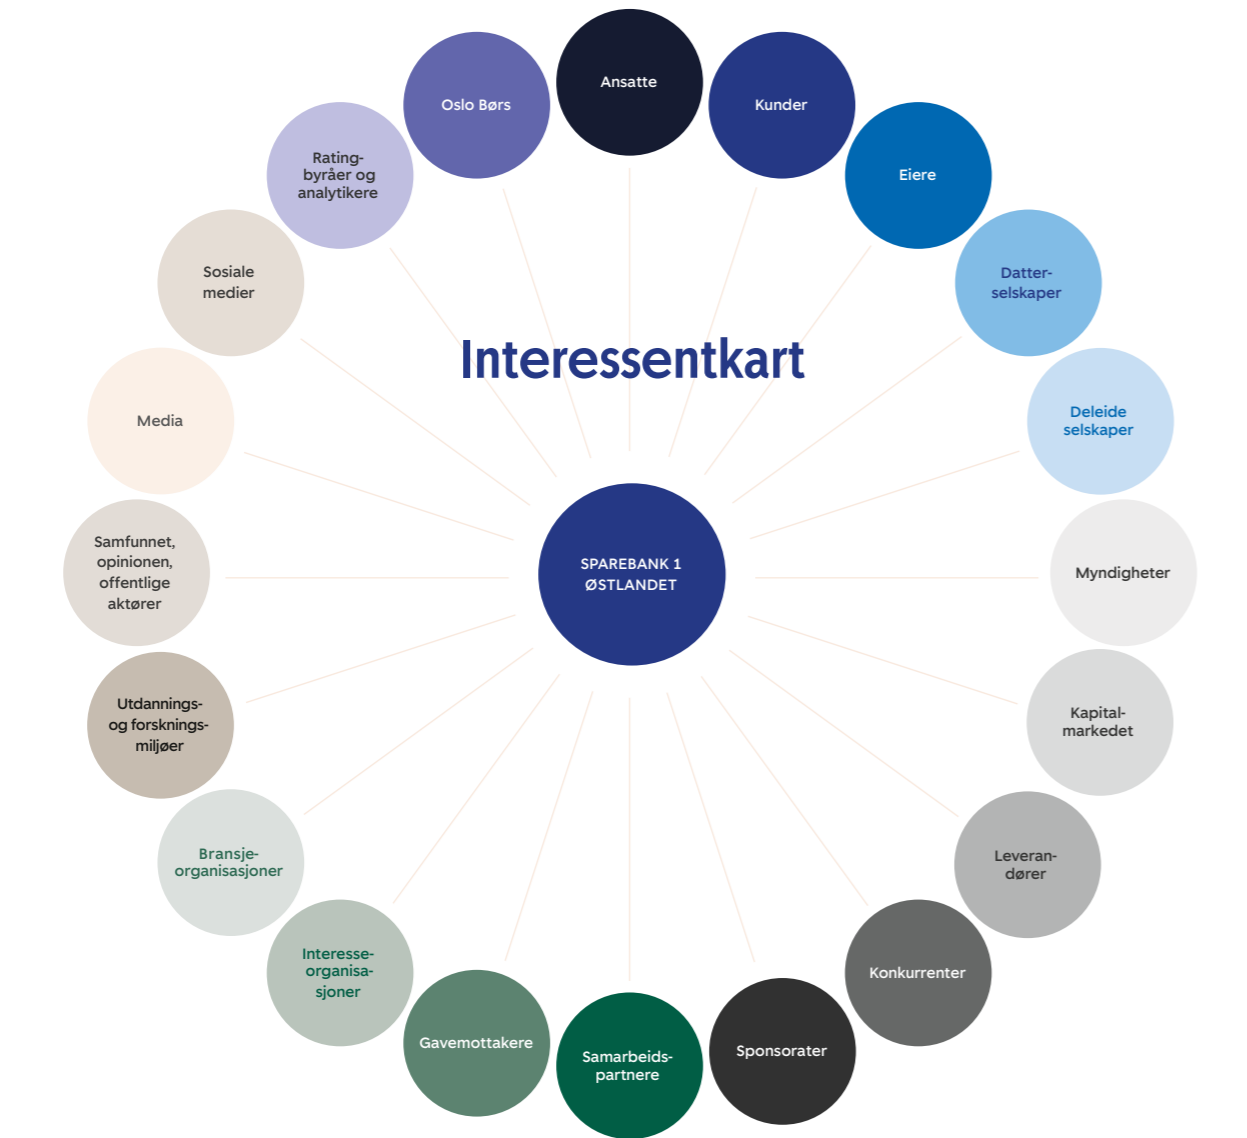 Interessentkart
SPAREBANK 1
ØSTLANDET
Ansatte
Kunder
Eiere
Datter-
selskaper
Deleide
selskaper
Myndigheter
Kapital-
markedet
Leveran-
dører
Konkurrenter
Sponsorater
Samarbeids-
partnere
Gavemottakere
Interesse-
organisa-
sjoner
Bransje-
organisasjoner
Utdannings-
og forsknings-
miljøer
Samfunnet,
opinionen,
offentlige
aktører
Media
Sosiale
medier
Rating-
byråer og
analytikere
Oslo Børs